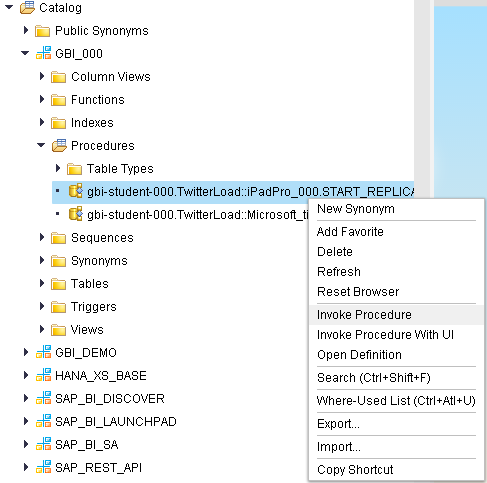 Catalog
Public Synonyms
GBI_000
Column Views
Functions
Indexes
Procedures
Table Types
gbi-student-000.TwitterLoad::iPadPro_000.START_REPLICA
gbi-student-000.TwitterLoad::Microsoft_ti
Sequences
Synonyms
Tables
Triggers
Views
GBI_DEMO
HANA_XS_BASE
SAP_BI_DISCOVER
SAP_BI_LAUNCHPAD
SAP_BI_SA
SAP_REST_API
New Synonym
Add Favorite
Delete
Refresh
Reset Browser
Invoke Procedure
Invoke Procedure With UI
Open Definition
Search (Ctrl+Shift+F)
Where-Used List (Ctrl+Atl+U)
Export...
Import...
Copy Shortcut